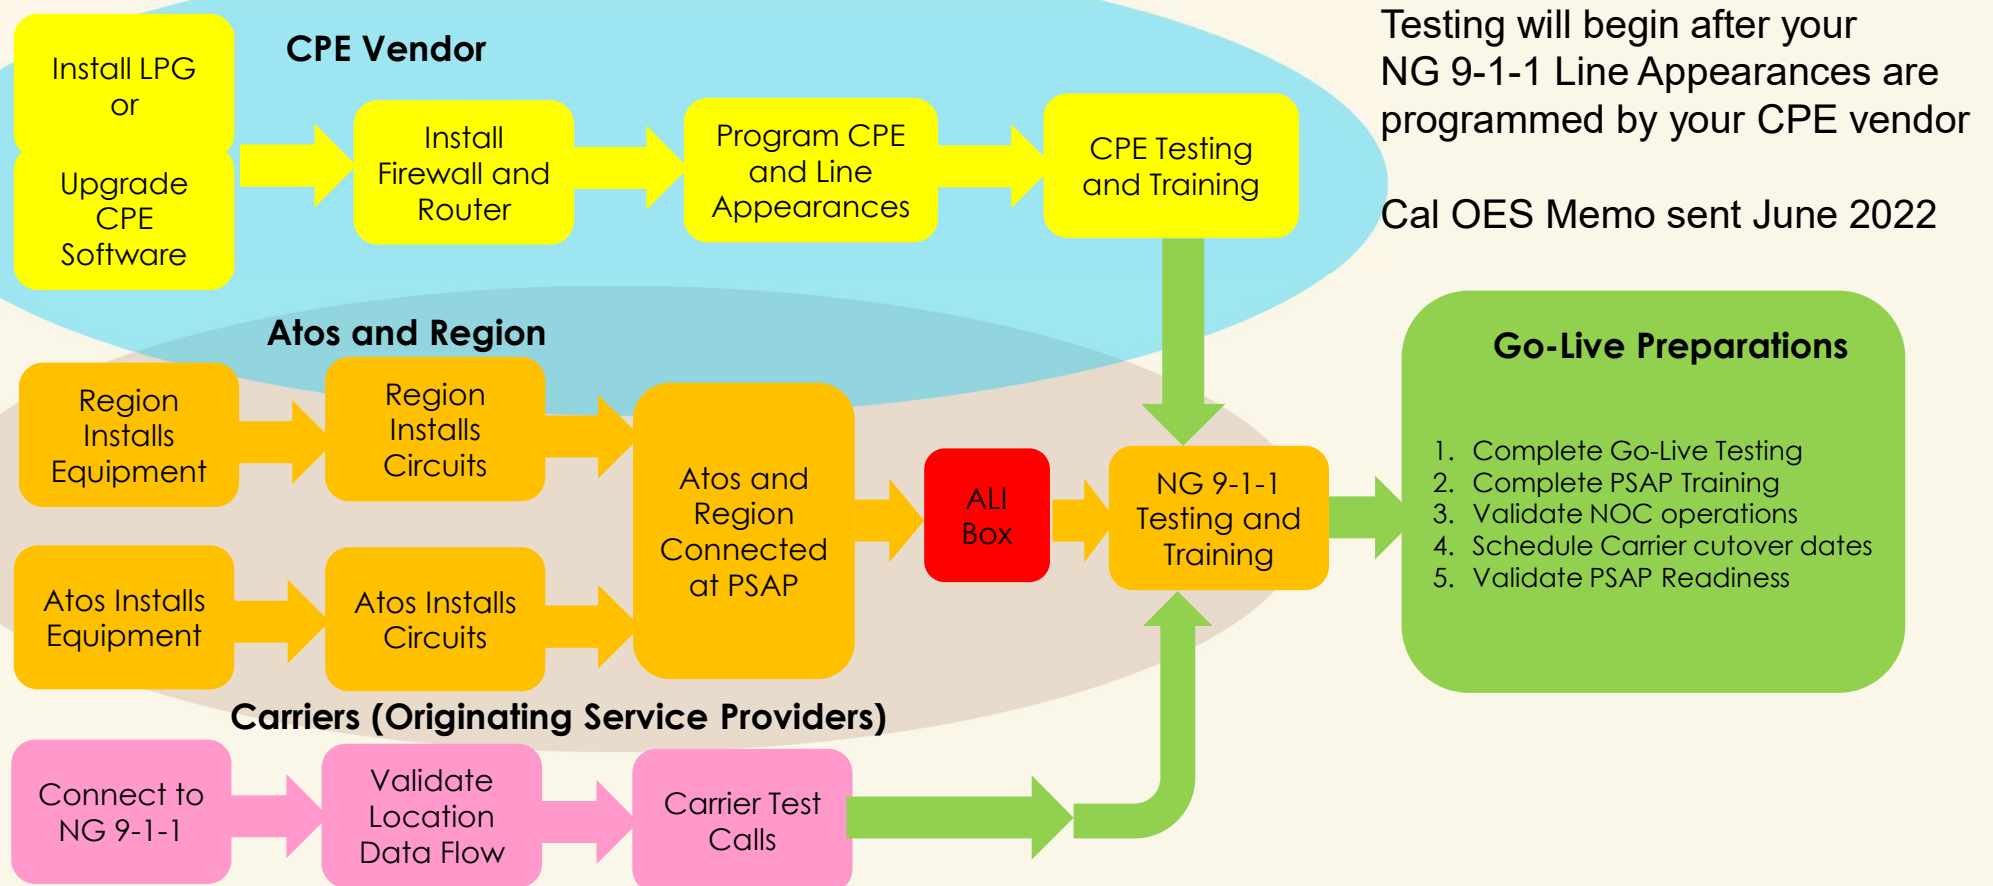 CPE Vendor
Install LPG
or
Upgrade
CPE
Software
Install
Firewall and
Router
Program CPE
and Line
Appearances
CPE Testing
and Training
Testing will begin after your
NG 9-1-1 Line Appearances are
programmed by your CPE vendor
Cal OES Memo sent June 2022
Atos and Region
Region
Installs
Equipment
Region
Installs
Circuits
Atos Installs
Equipment
Atos Installs
Circuits
Atos and
Region
Connected
at PSAP
ALI
Box
NG 9-1-1
Testing and
Training
Go-Live Preparations
1. Complete Go-Live Testing
2. Complete PSAP Training
3. Validate NOC operations
4. Schedule Carrier cutover dates
5. Validate PSAP Readiness
Carriers (Originating Service Providers)
Connect to
NG 9-1-1
Validate
Location
Data Flow
Carrier Test
Calls